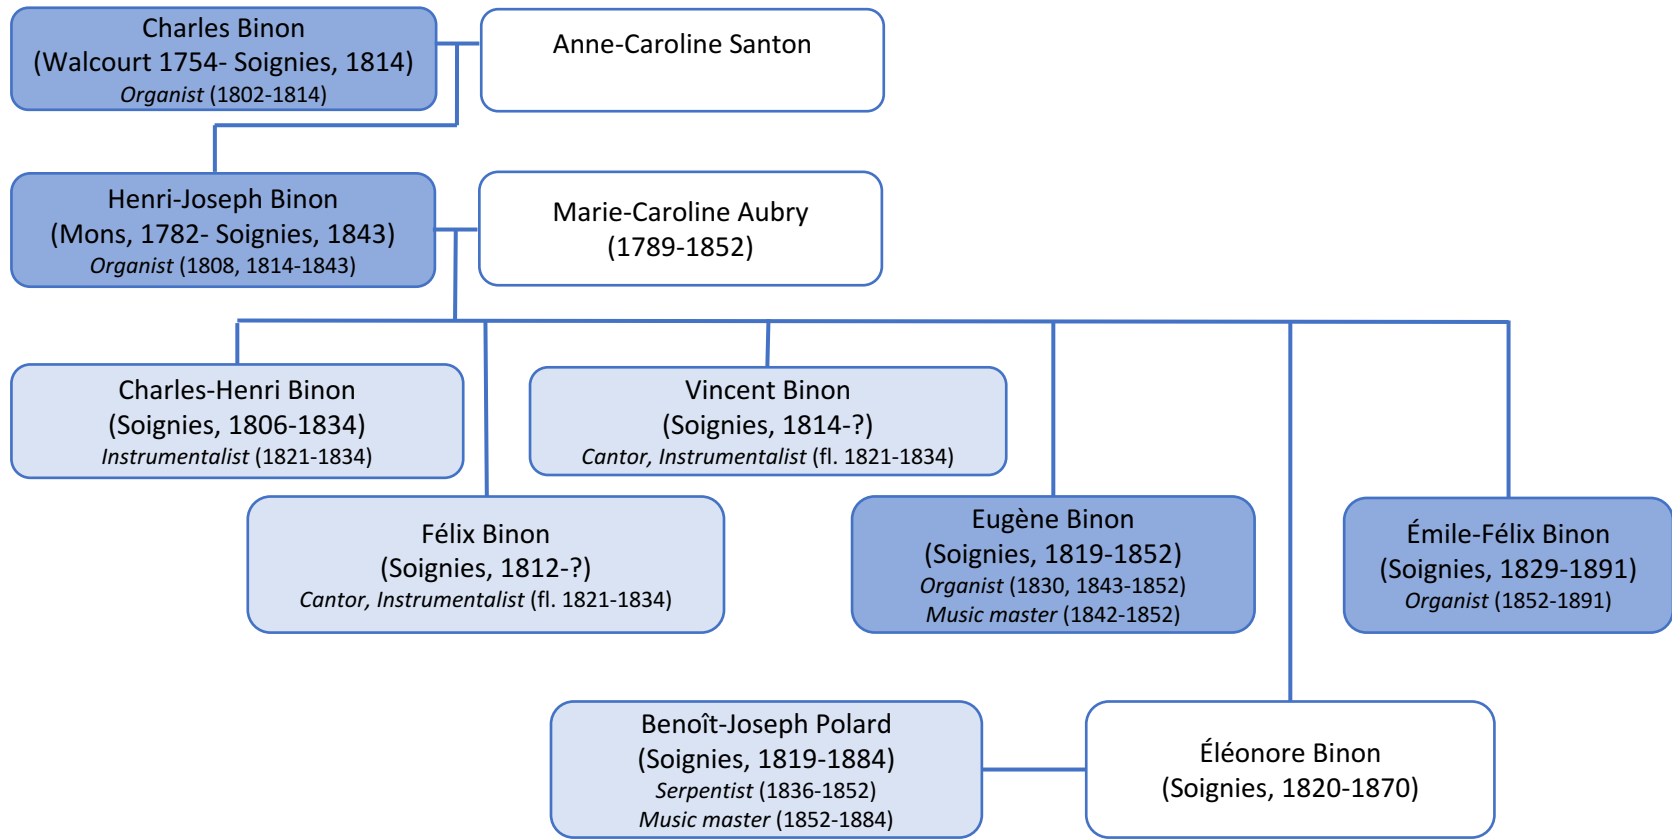 Charles Binon
(Walcourt 1754- Soignies, 1814)
Organist (1802-1814)
Anne-Caroline Santon
Henri-Joseph Binon
(Mons, 1782- Soignies, 1843)
Organist (1808, 1814-1843)
Marie-Caroline Aubry
(1789-1852)
Charles-Henri Binon
(Soignies, 1806-1834)
Instrumentalist (1821-1834)
Vincent Binon
(Soignies, 1814-?)
Cantor, Instrumentalist (fl. 1821-1834)
Félix Binon
(Soignies, 1812-?)
Cantor, Instrumentalist (fl. 1821-1834)
Eugène Binon
(Soignies, 1819-1852)
Organist (1830, 1843-1852)
Music master (1842-1852)
Émile-Félix Binon
(Soignies, 1829-1891)
Organist (1852-1891)
Benoît-Joseph Polard
(Soignies, 1819-1884)
Serpentist (1836-1852)
Music master (1852-1884)
Éléonore Binon
(Soignies, 1820-1870)